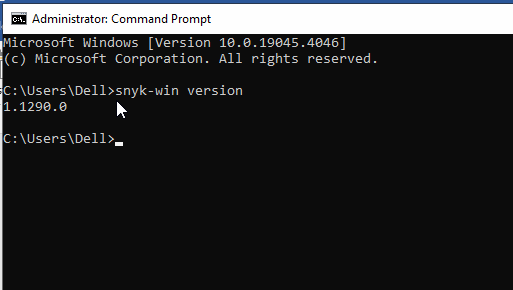 Administrator: Command Prompt
Microsoft Windows [Version 10.0.19045.4046]
(c) Microsoft Corporation. All rights reserved.
C:\Users\Dell>snyk-win version
1.1290.0
C:\Users\Dell>